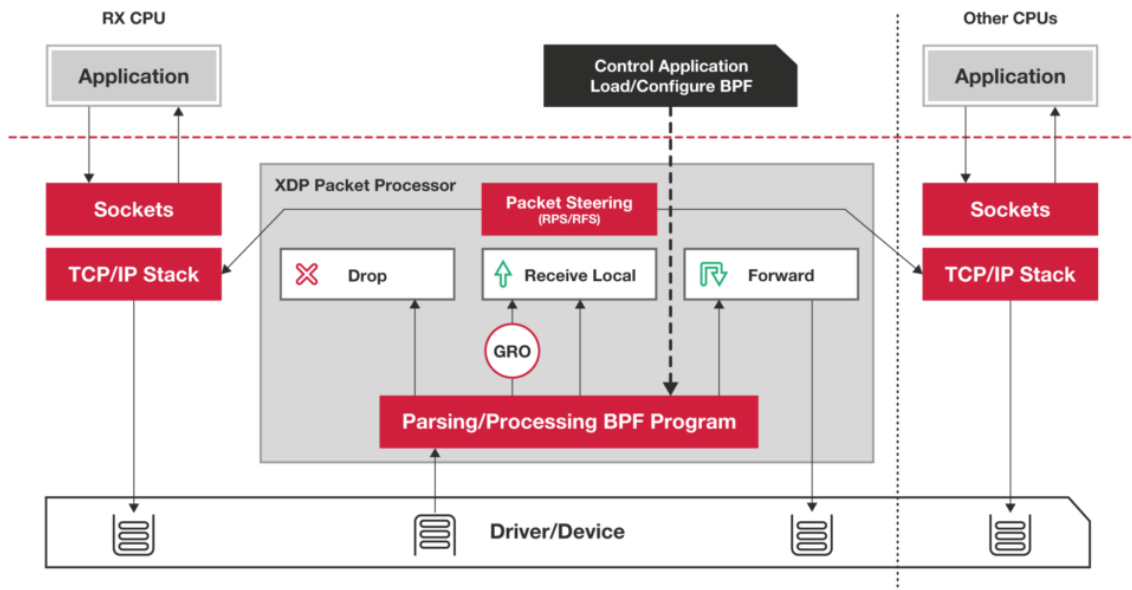 RX CPU
Other CPUs
Application
Control Application
Load/Configure BPF
Application
XDP Packet Processor
Sockets
Packet Steering
(RPS/RFS)
Sockets
TCP/IP Stack
Drop
Receive Local
Forward
TCP/IP Stack
GRO
Parsing/Processing BPF Program
Driver/Device